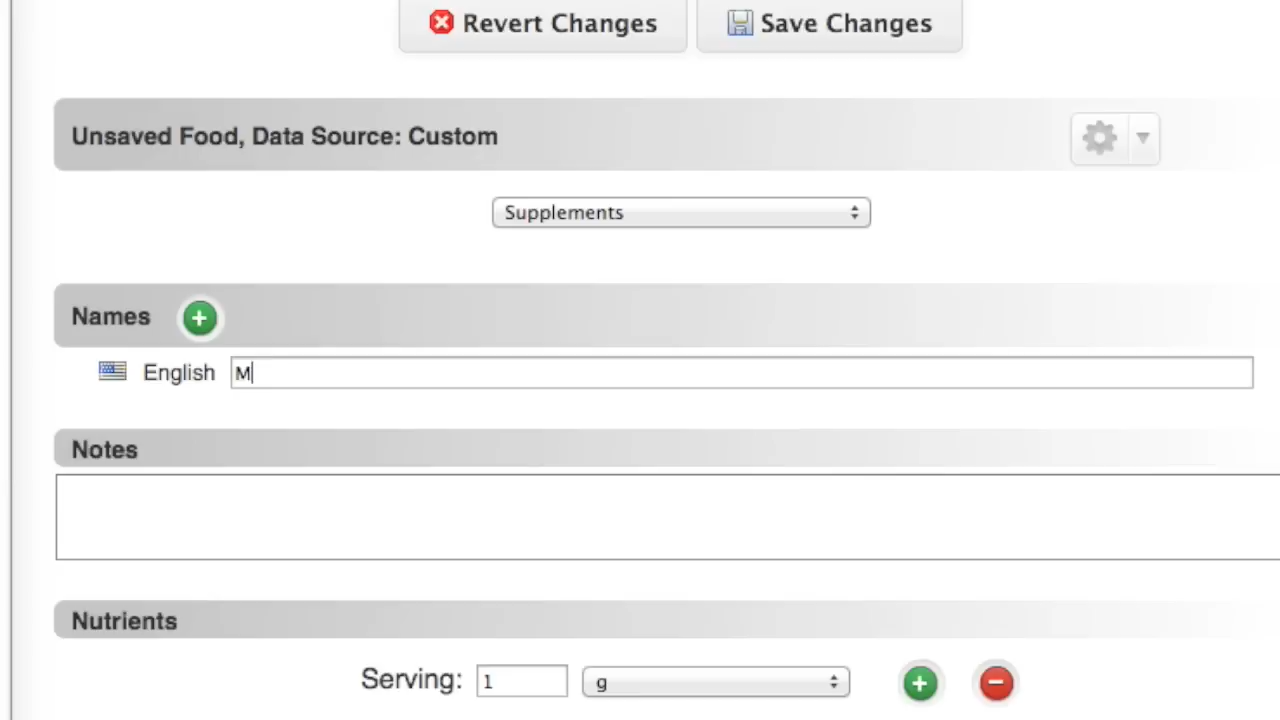 Revert Changes Save Changes
Unsaved Food, Data Source: Custom
Supplements
Names
English M
Notes
Nutrients
Serving: 1 g